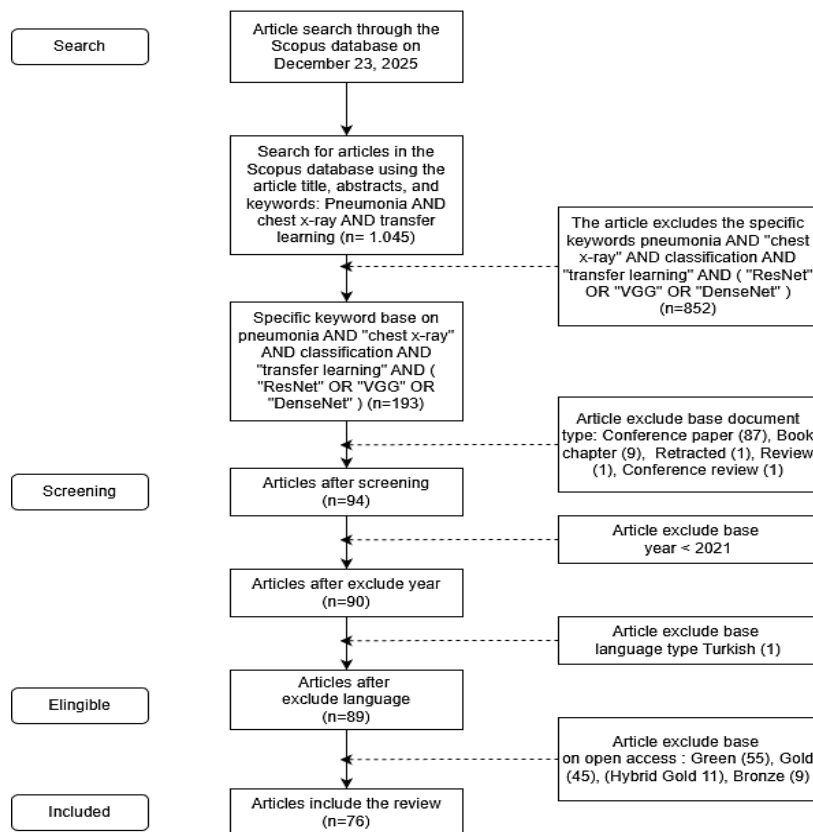 Search
Article search through the
Scopus database on
December 23, 2025
Search for articles in the
Scopus database using the
article title, abstracts, and
keywords: Pneumonia AND
chest x-ray AND transfer
learning (n= 1.045)
The article excludes the specific
keywords pneumonia AND "chest
x-ray" AND classification AND
"transfer learning" AND ( "ResNet"
OR "VGG" OR "DenseNet" )
(n=852)
Specific keyword base on
pneumonia AND "chest x-ray"
AND classification AND
"transfer learning" AND (
"ResNet" OR "VGG" OR
"DenseNet" ) (n=193)
Article exclude base document
type: Conference paper (87), Book
chapter (9), Retracted (1), Review
(1), Conference review (1)
Screening
Articles after screening
(n=94)
Article exclude base
year < 2021
Articles after exclude year
(n=90)
Article exclude base
language type Turkish (1)
Elingible
Articles after
exclude language
(n=89)
Article exclude base
on open access : Green (55), Gold
(45), (Hybrid Gold 11), Bronze (9)
Included
Articles include the review
(n=76)